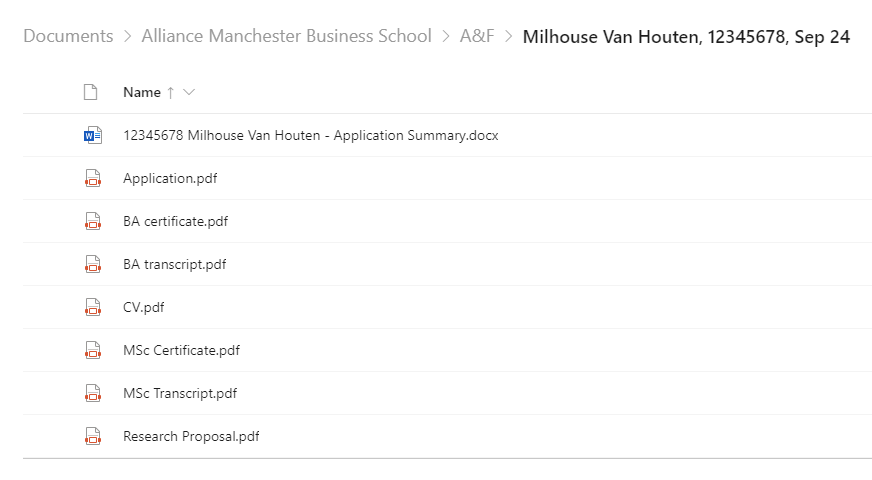 Documents > Alliance Manchester Business School > A&F > Milhouse Van Houten, 12345678, Sep 24
Name
12345678 Milhouse Van Houten - Application Summary.docx
Application.pdf
BA certificate.pdf
BA transcript.pdf
CV.pdf
MSc Certificate.pdf
MSc Transcript.pdf
Research Proposal.pdf